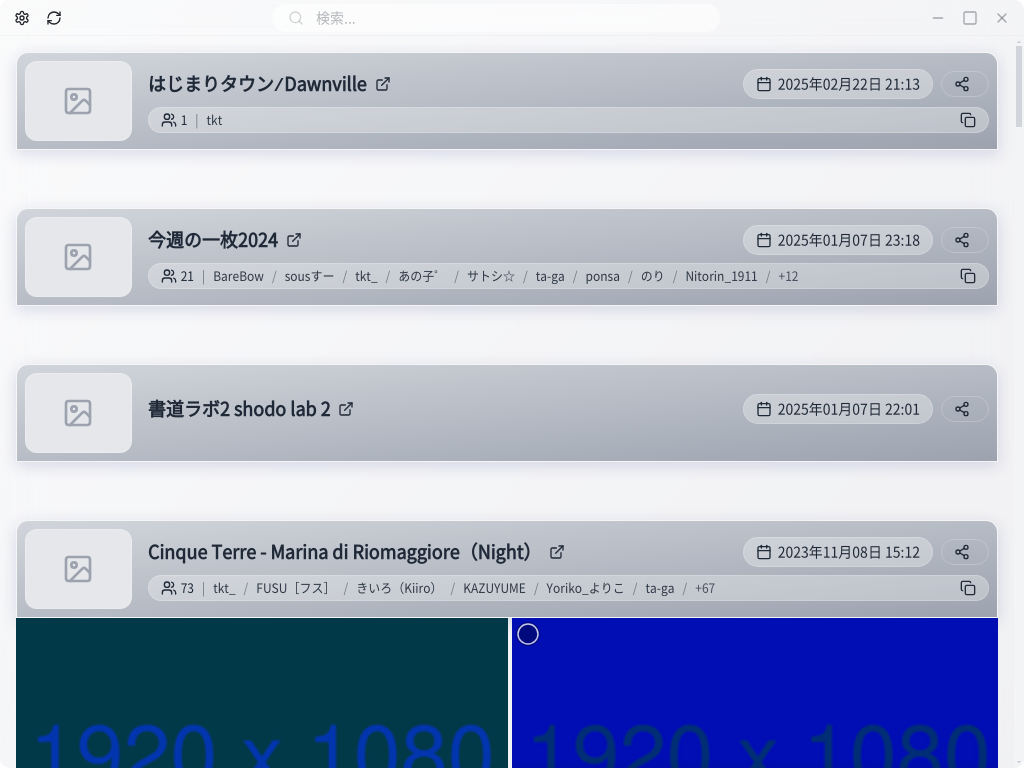 検索...
はじまりタウン⁄Dawnville
2025年02月22日 21:13
1 | tkt
今週の一枚2024
2025年01月07日 23:18
21 | BareBow / sousすー / tkt_ / あの子゜ / サトシ☆ / ta-ga / ponsa / のり / Nitorin_1911 / +12
書道ラボ2 shodo lab 2
2025年01月07日 22:01
Cinque Terre - Marina di Riomaggiore（Night）
2023年11月08日 15:12
73 | tkt_ / FUSU［フス］ / きいろ（Kiiro） / KAZUYUME / Yoriko_よりこ / ta-ga / +67
1920 x 1080
1920 x 1080